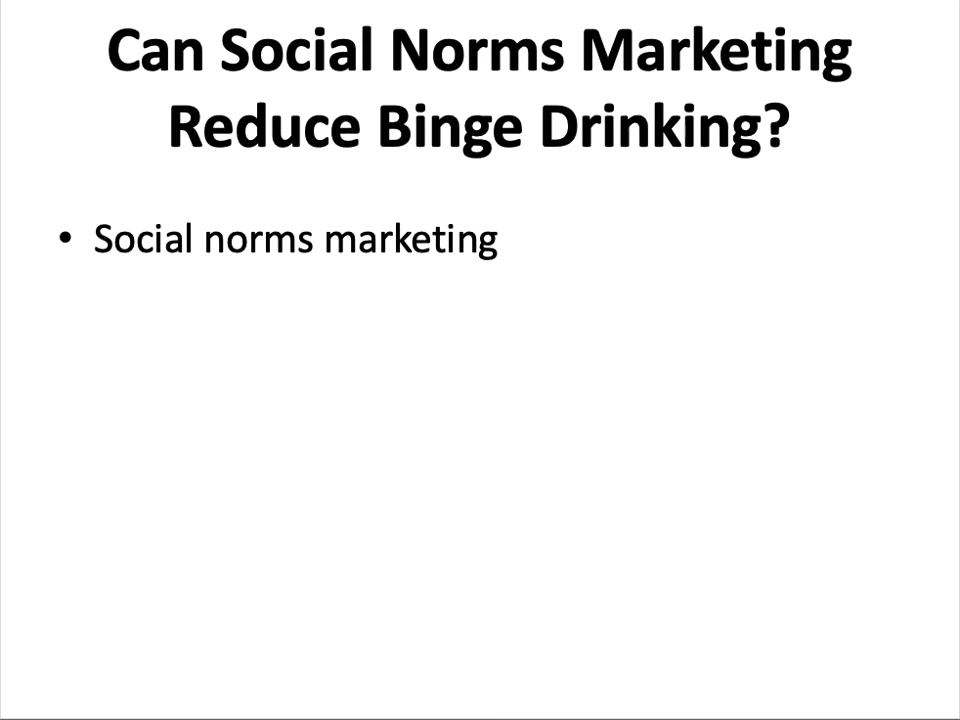 Can Social Norms Marketing
Reduce Binge Drinking?
• Social norms marketing